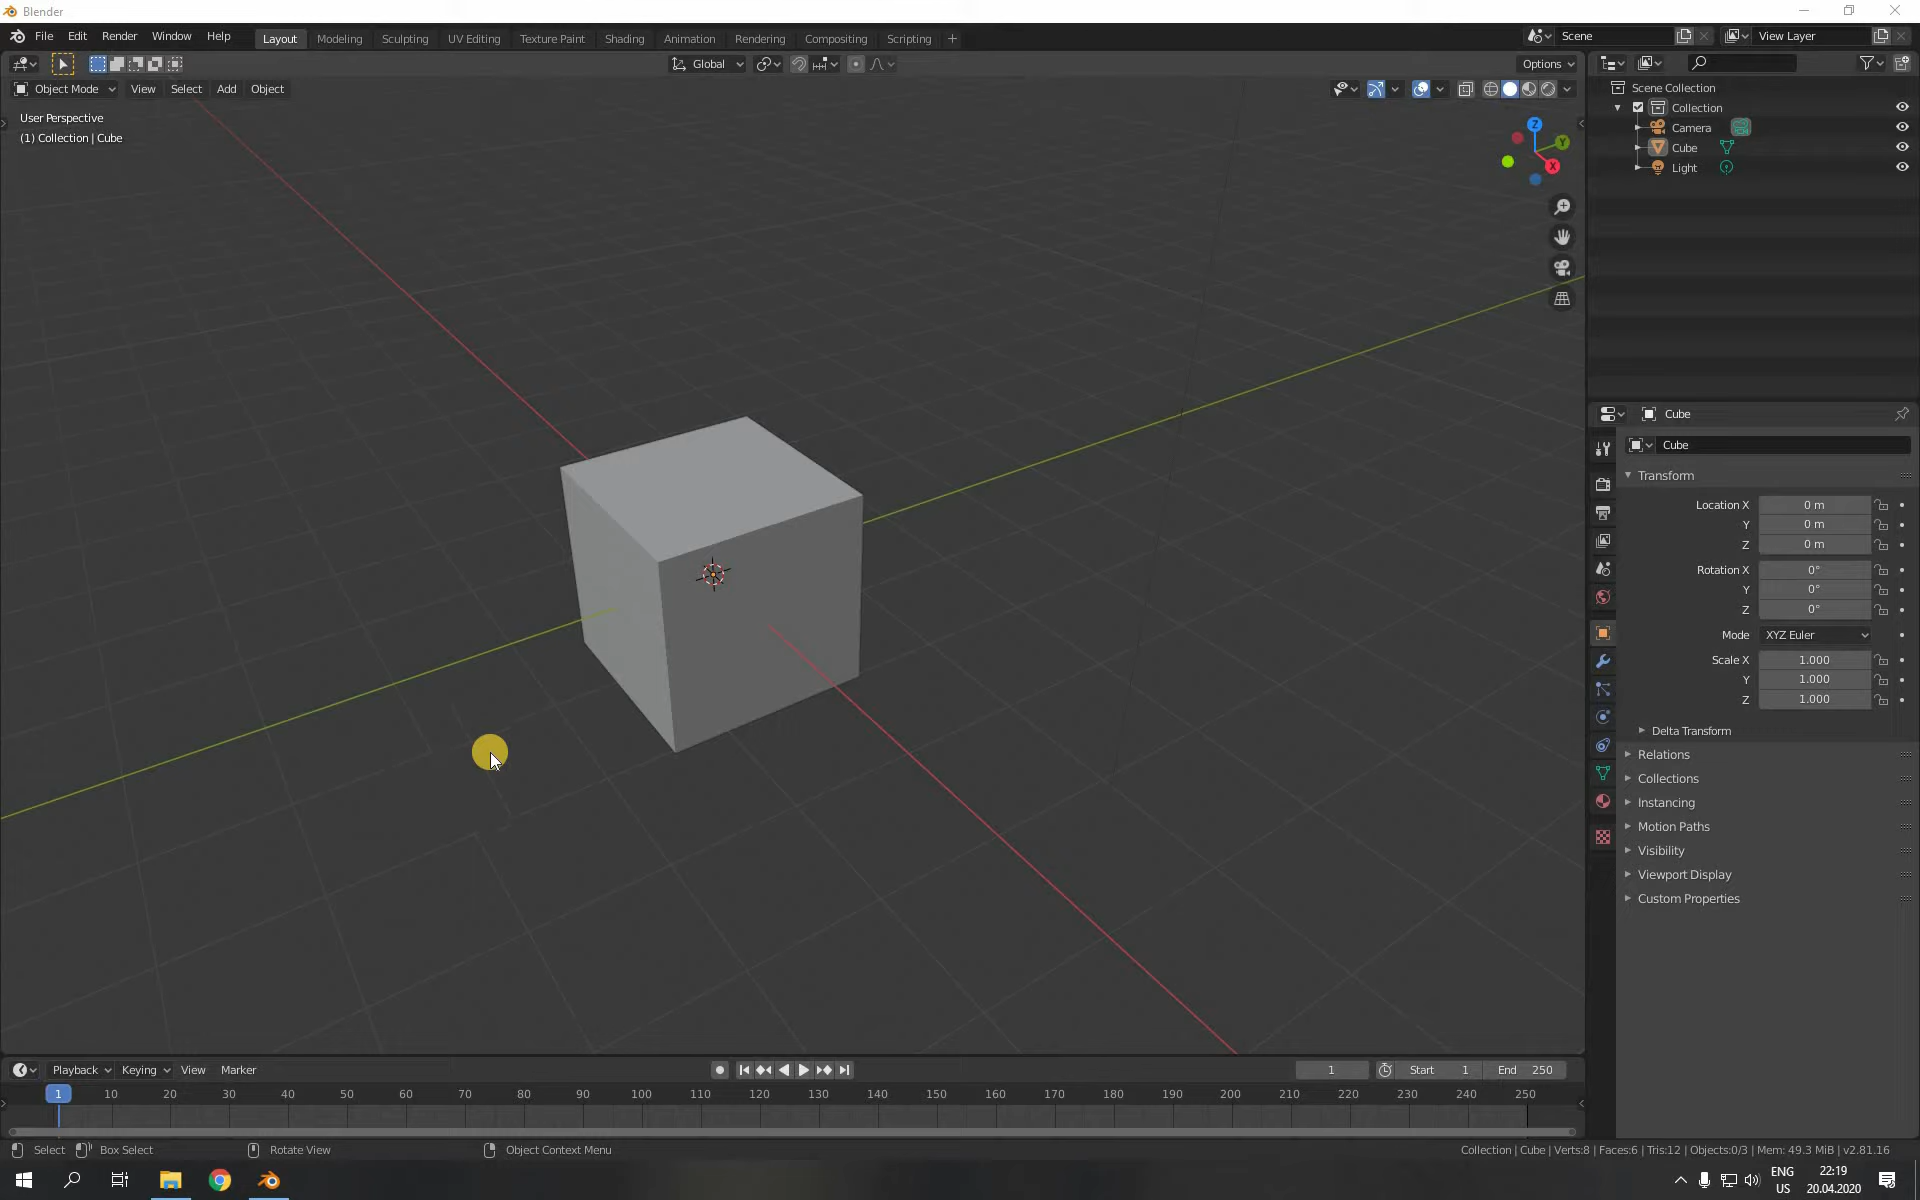 Blender
File Edit Render Window Help Layout Modeling Sculpting UV Editing Texture Paint Shading Animation Rendering Compositing Scripting + Scene View Layer
Global Options
Object Mode View Select Add Object
User Perspective
(1) Collection | Cube
Z
Y
X
Scene Collection
Collection
Camera
Cube
Light
Cube
Cube
Transform
Location X 0 m
Y 0 m
Z 0 m
Rotation X 0°
Y 0°
Z 0°
Mode XYZ Euler
Scale X 1.000
Y 1.000
Z 1.000
Delta Transform
Relations
Collections
Instancing
Motion Paths
Visibility
Viewport Display
Custom Properties
Playback Keying View Marker 1 Start 1 End 250
1 10 20 30 40 50 60 70 80 90 100 110 120 130 140 150 160 170 180 190 200 210 220 230 240 250
Select Box Select Rotate View Object Context Menu Collection | Cube | Verts:8 | Faces:6 | Tris:12 | Objects:0/3 | Mem: 49.3 MiB | v2.81.16
ENG 22:19
US 20.04.2020